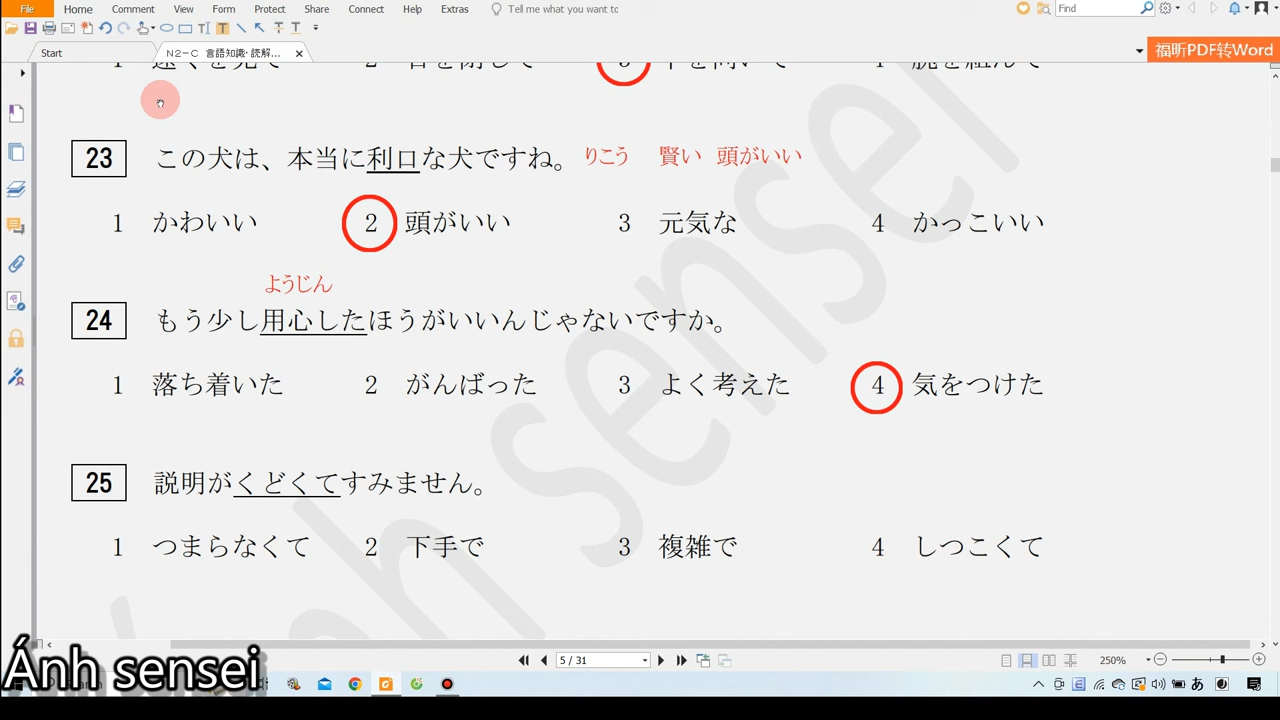 File Home Comment View Form Protect Share Connect Help Extras Tell me what you want to Find
Start N2-C 言語知識・読解... 福昕PDF转Word
23 この犬は、本当に利口な犬ですね。 りこう 賢い 頭がいい
1 かわいい 2 頭がいい 3 元気な 4 かっこいい
ようじん
24 もう少し用心したほうがいいんじゃないですか。
1 落ち着いた 2 がんばった 3 よく考えた 4 気をつけた
25 説明がくどくてすみません。
1 つまらなくて 2 下手で 3 複雑で 4 しつこくて
Ánh sensei
5 / 31 250%